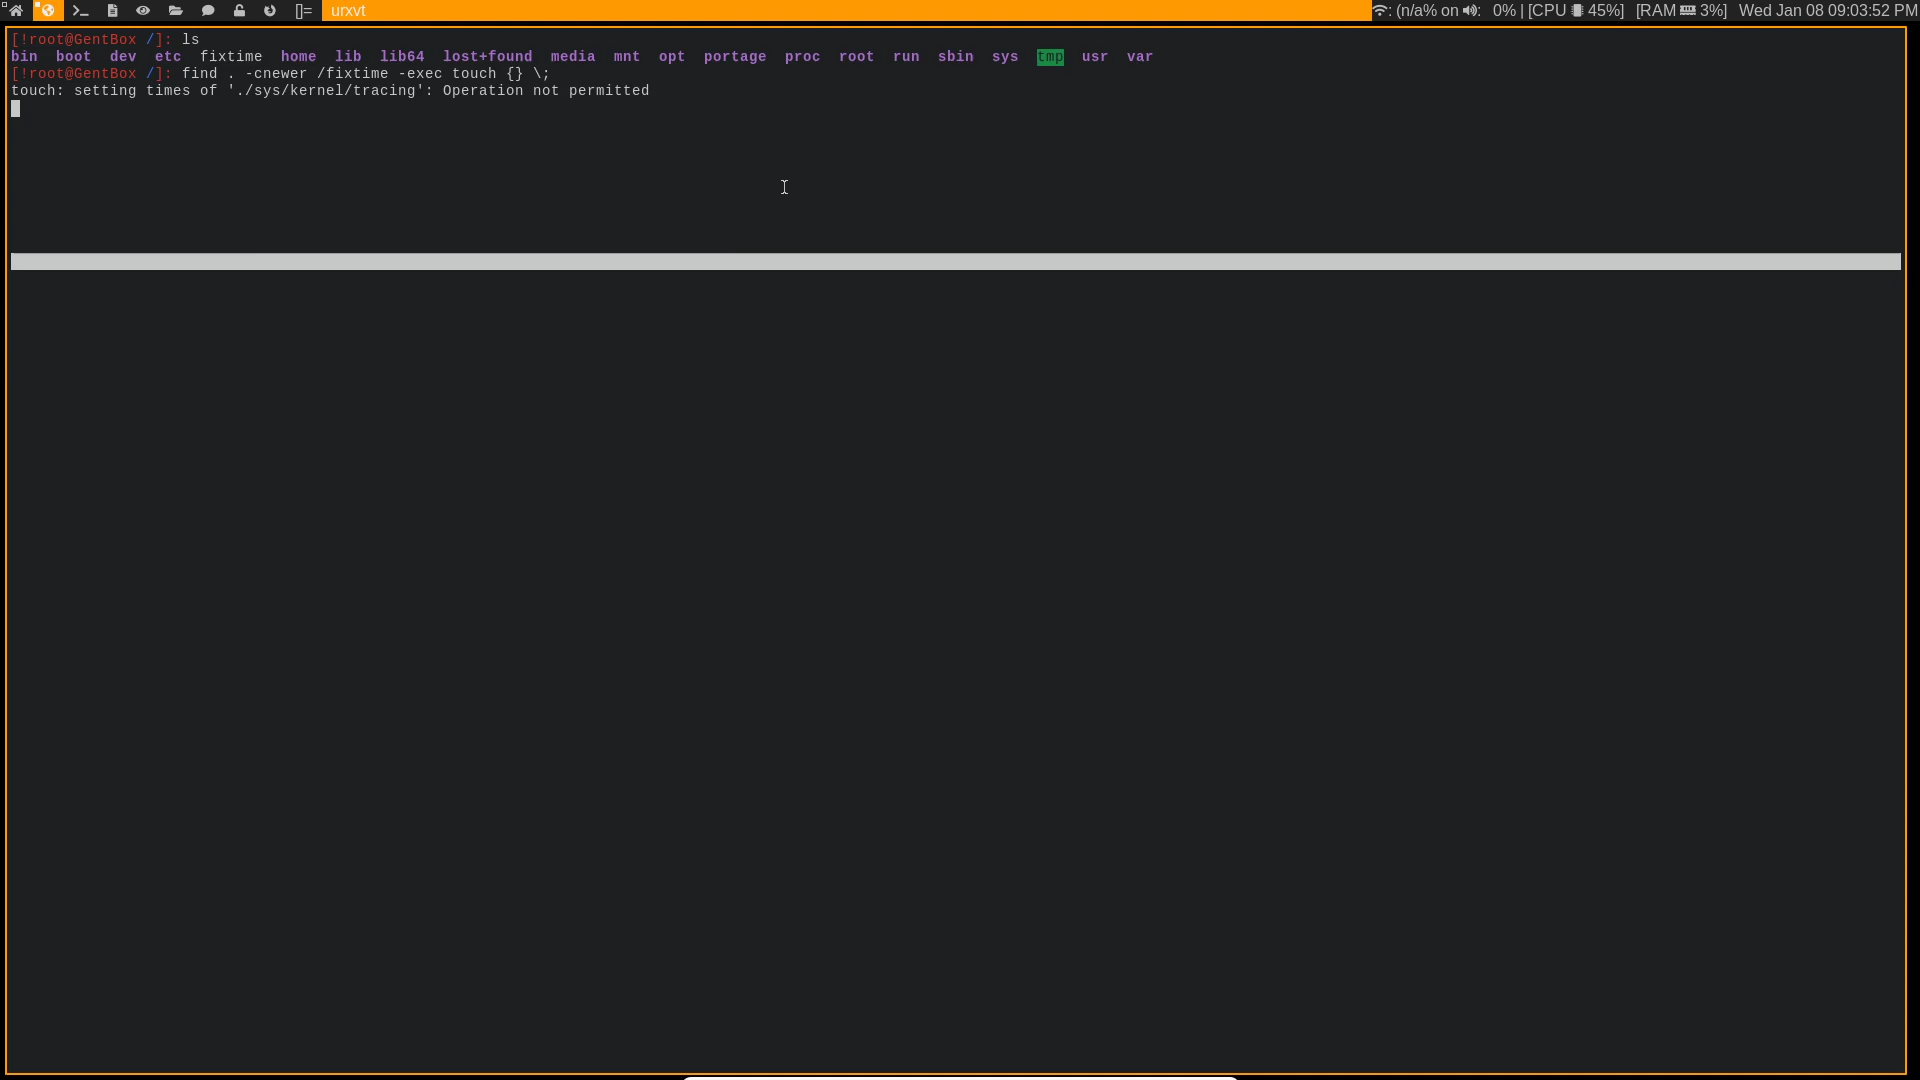 []= urxvt : (n/a% on : 0% | [CPU 45%] [RAM 3%] Wed Jan 08 09:03:52 PM
[!root@GentBox /]: ls
bin boot dev etc fixtime home lib lib64 lost+found media mnt opt portage proc root run sbin sys tmp usr var
[!root@GentBox /]: find . -cnewer /fixtime -exec touch {} \;
touch: setting times of './sys/kernel/tracing': Operation not permitted